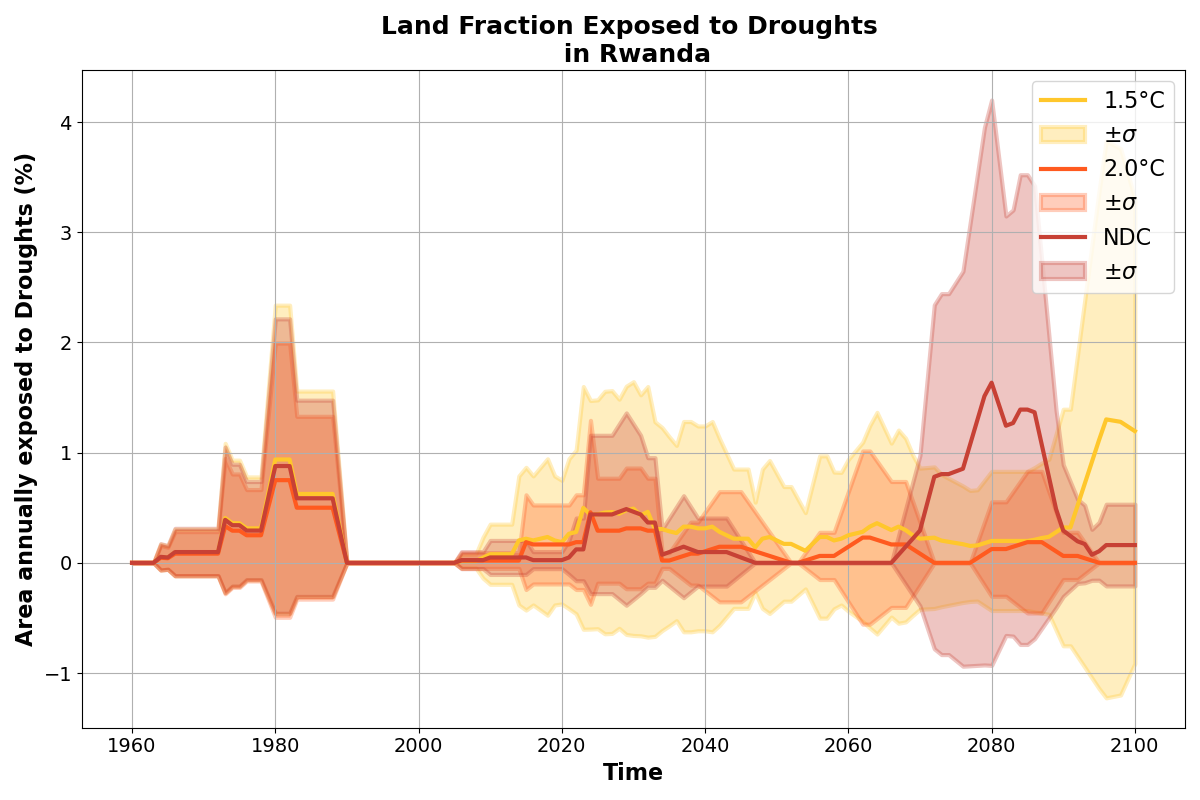 Land Fraction Exposed to Droughts
in Rwanda
Area annually exposed to Droughts (%)
4
3
2
1
0
−1
1.5°C
±σ
2.0°C
±σ
NDC
±σ
1960
1980
2000
2020
2040
2060
2080
2100
Time